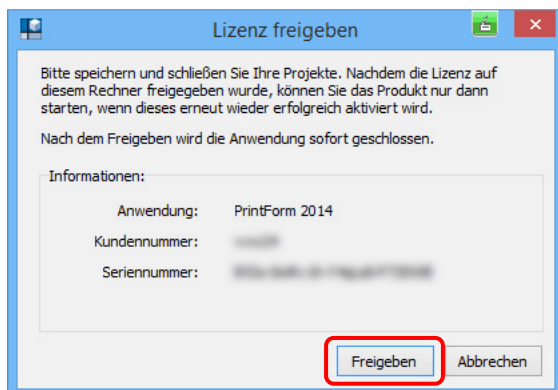 Lizenz freigeben
Bitte speichern und schließen Sie Ihre Projekte. Nachdem die Lizenz auf
diesem Rechner freigegeben wurde, können Sie das Produkt nur dann
starten, wenn dieses erneut wieder erfolgreich aktiviert wird.
Nach dem Freigeben wird die Anwendung sofort geschlossen.
Informationen:
Anwendung: PrintForm 2014
Kundennummer:
Seriennummer:
Freigeben Abbrechen